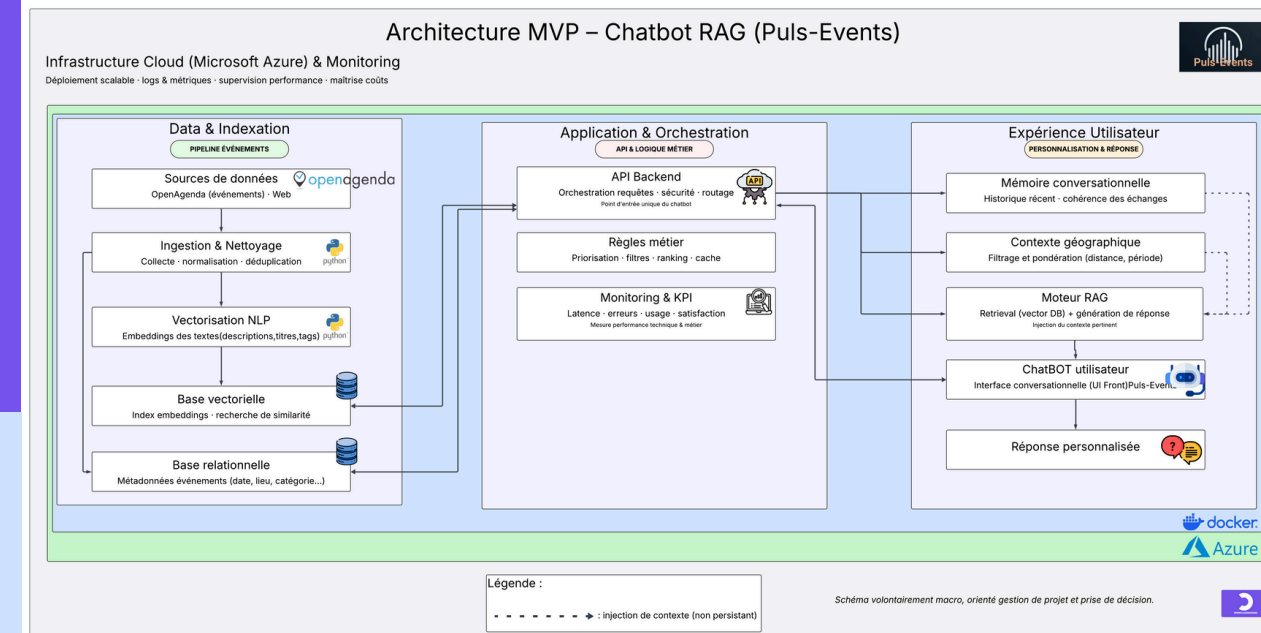 Architecture MVP – Chatbot RAG (Puls-Events)
Puls-Events
Infrastructure Cloud (Microsoft Azure) & Monitoring
Déploiement scalable · logs & métriques · supervision performance · maîtrise coûts
Data & Indexation
PIPELINE ÉVÉNEMENTS
Sources de données
openagenda
OpenAgenda (événements) · Web
Ingestion & Nettoyage
Collecte · normalisation · déduplication
python
Vectorisation NLP
Embeddings des textes(descriptions,titres,tags)
python
Base vectorielle
Index embeddings · recherche de similarité
Base relationnelle
Métadonnées événements (date, lieu, catégorie...)
Application & Orchestration
API & LOGIQUE MÉTIER
API Backend
Orchestration requêtes · sécurité · routage
Point d'entrée unique du chatbot
API
Règles métier
Priorisation · filtres · ranking · cache
Monitoring & KPI
Latence · erreurs · usage · satisfaction
Mesure performance technique & métier
Expérience Utilisateur
PERSONNALISATION & RÉPONSE
Mémoire conversationnelle
Historique récent · cohérence des échanges
Contexte géographique
Filtrage et pondération (distance, période)
Moteur RAG
Retrieval (vector DB) + génération de réponse
Injection du contexte pertinent
ChatBOT utilisateur
Interface conversationnelle (UI Front)Puls-Events
Réponse personnalisée
?
docker
Azure
Légende :
: injection de contexte (non persistant)
Schéma volontairement macro, orienté gestion de projet et prise de décision.